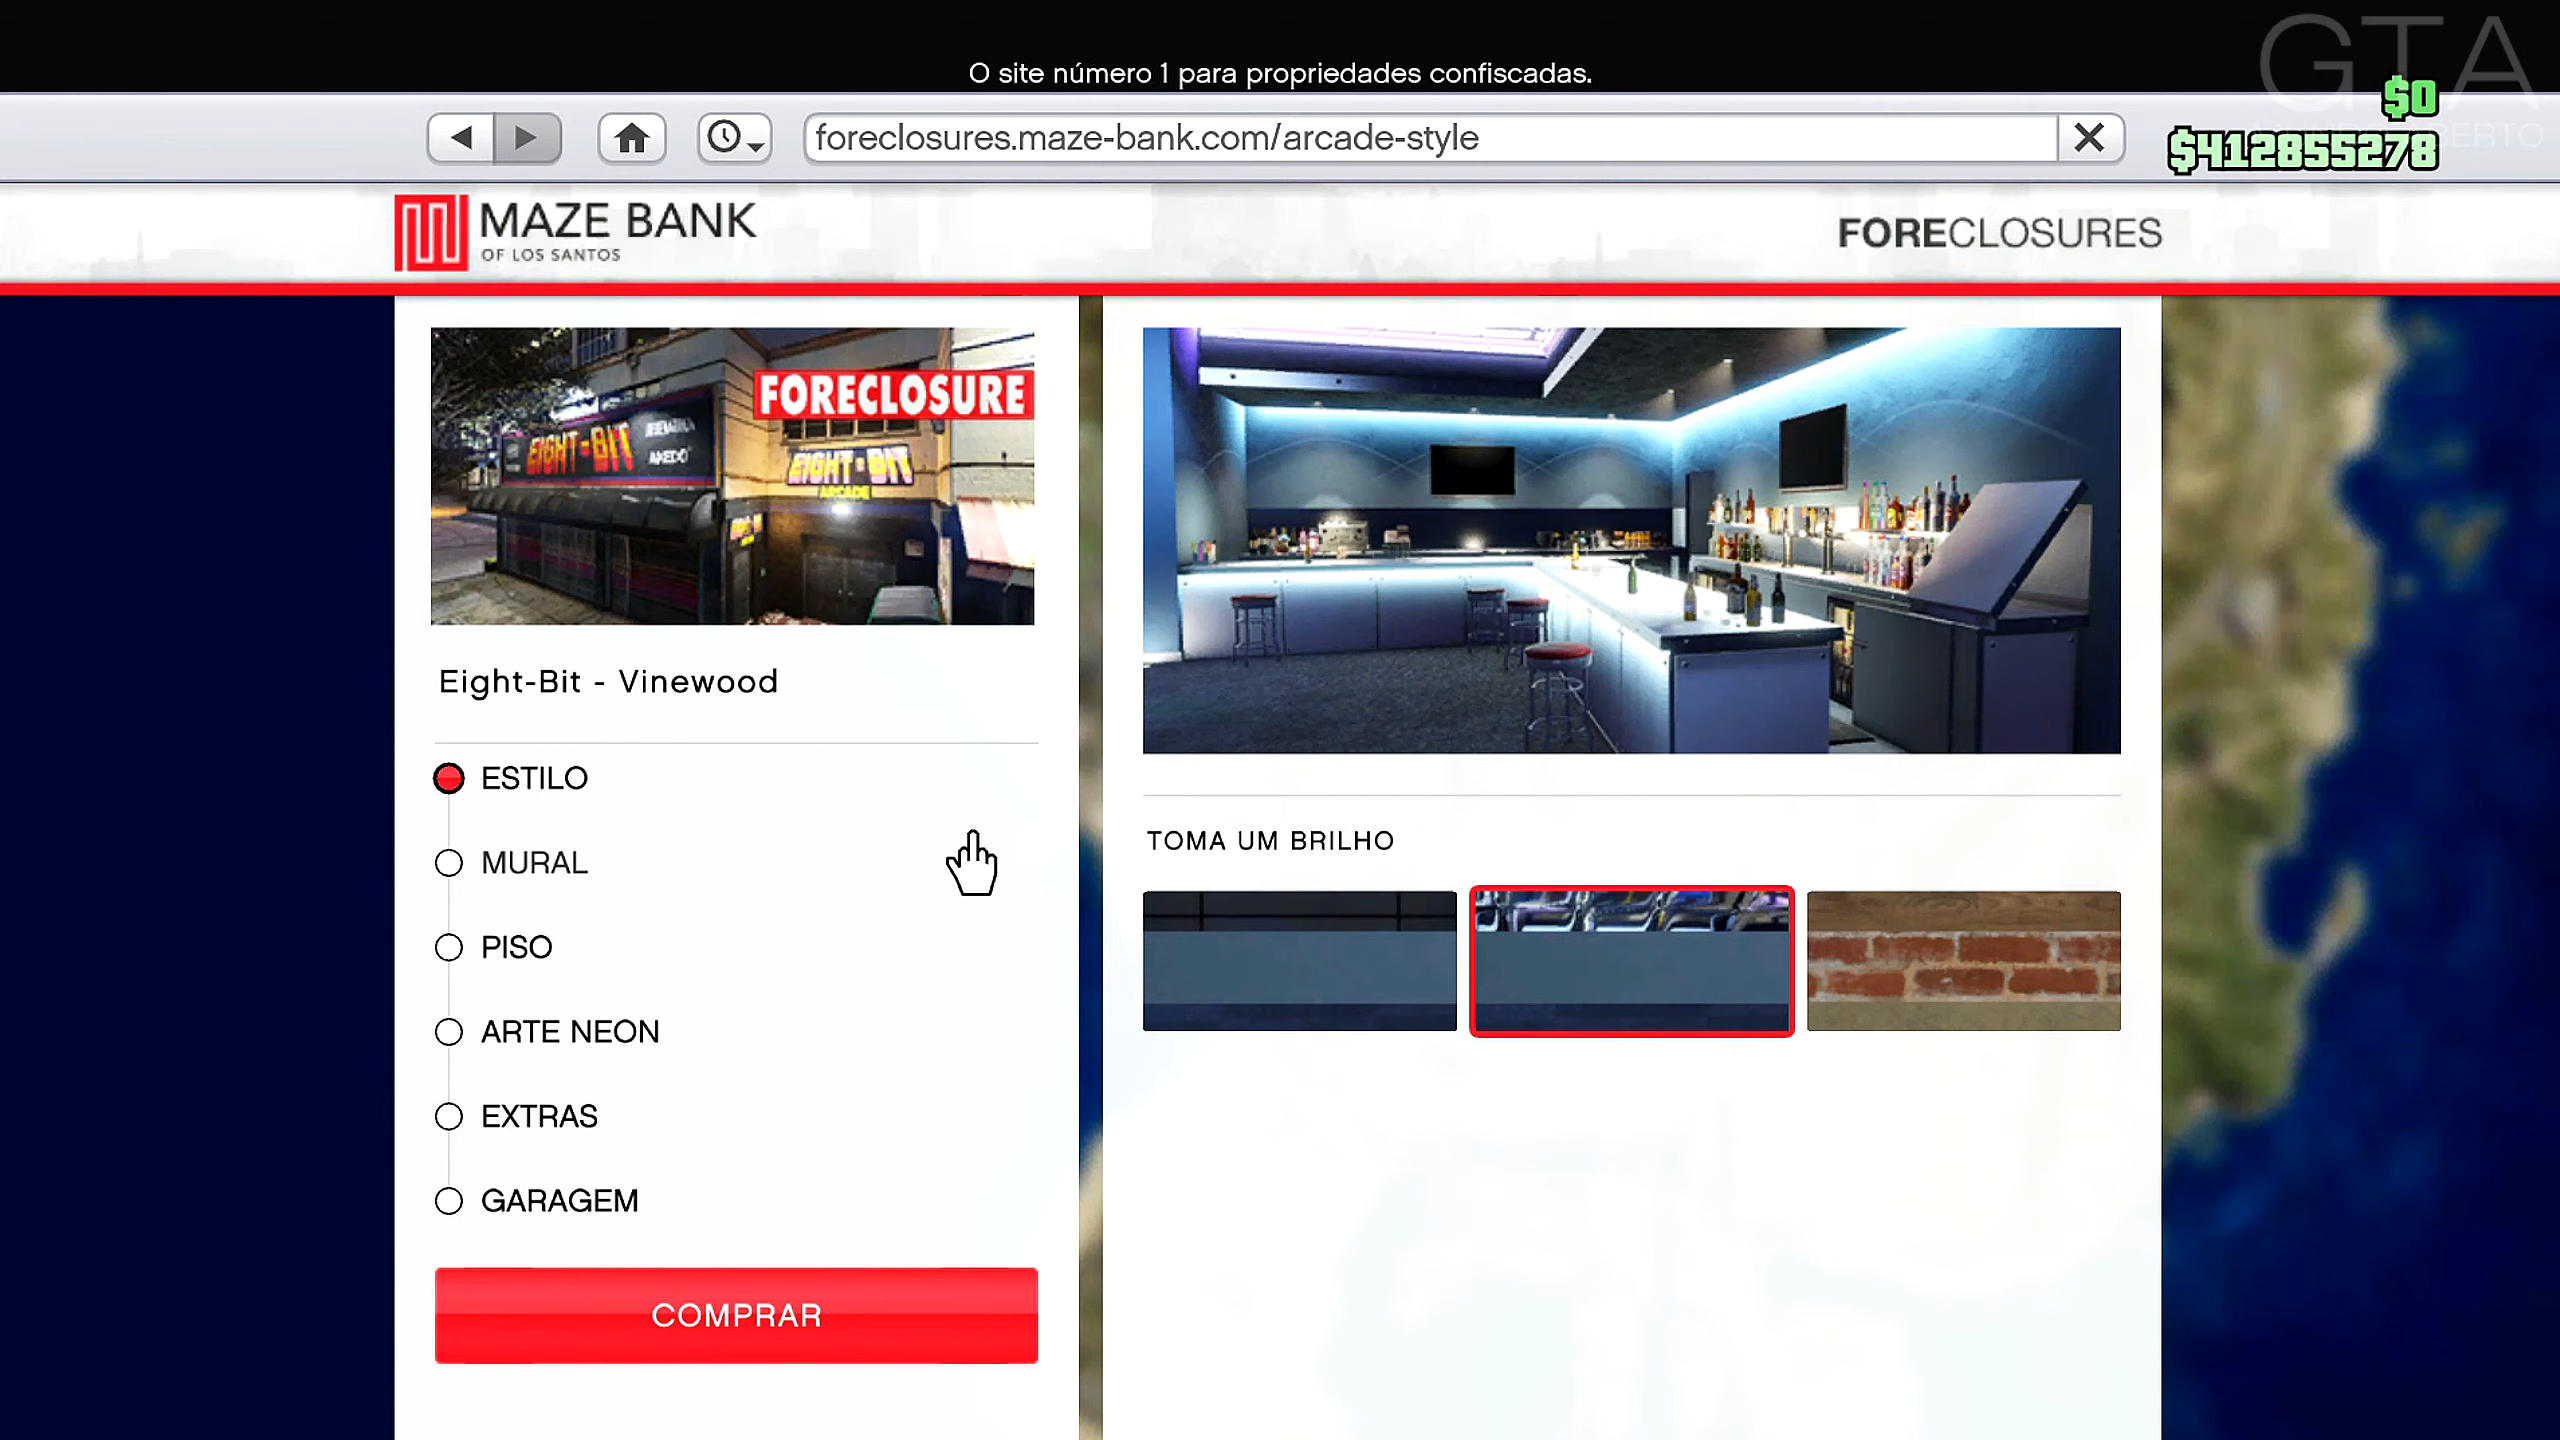 GTA
O site número 1 para propriedades confiscadas.
$0
foreclosures.maze-bank.com/arcade-style
$412855278
MAZE BANK
OF LOS SANTOS
FORECLOSURES
FORECLOSURE
EIGHT-BIT
EIGHT-BIT
ARCADE
Eight-Bit - Vinewood
ESTILO
MURAL
PISO
ARTE NEON
EXTRAS
GARAGEM
COMPRAR
TOMA UM BRILHO